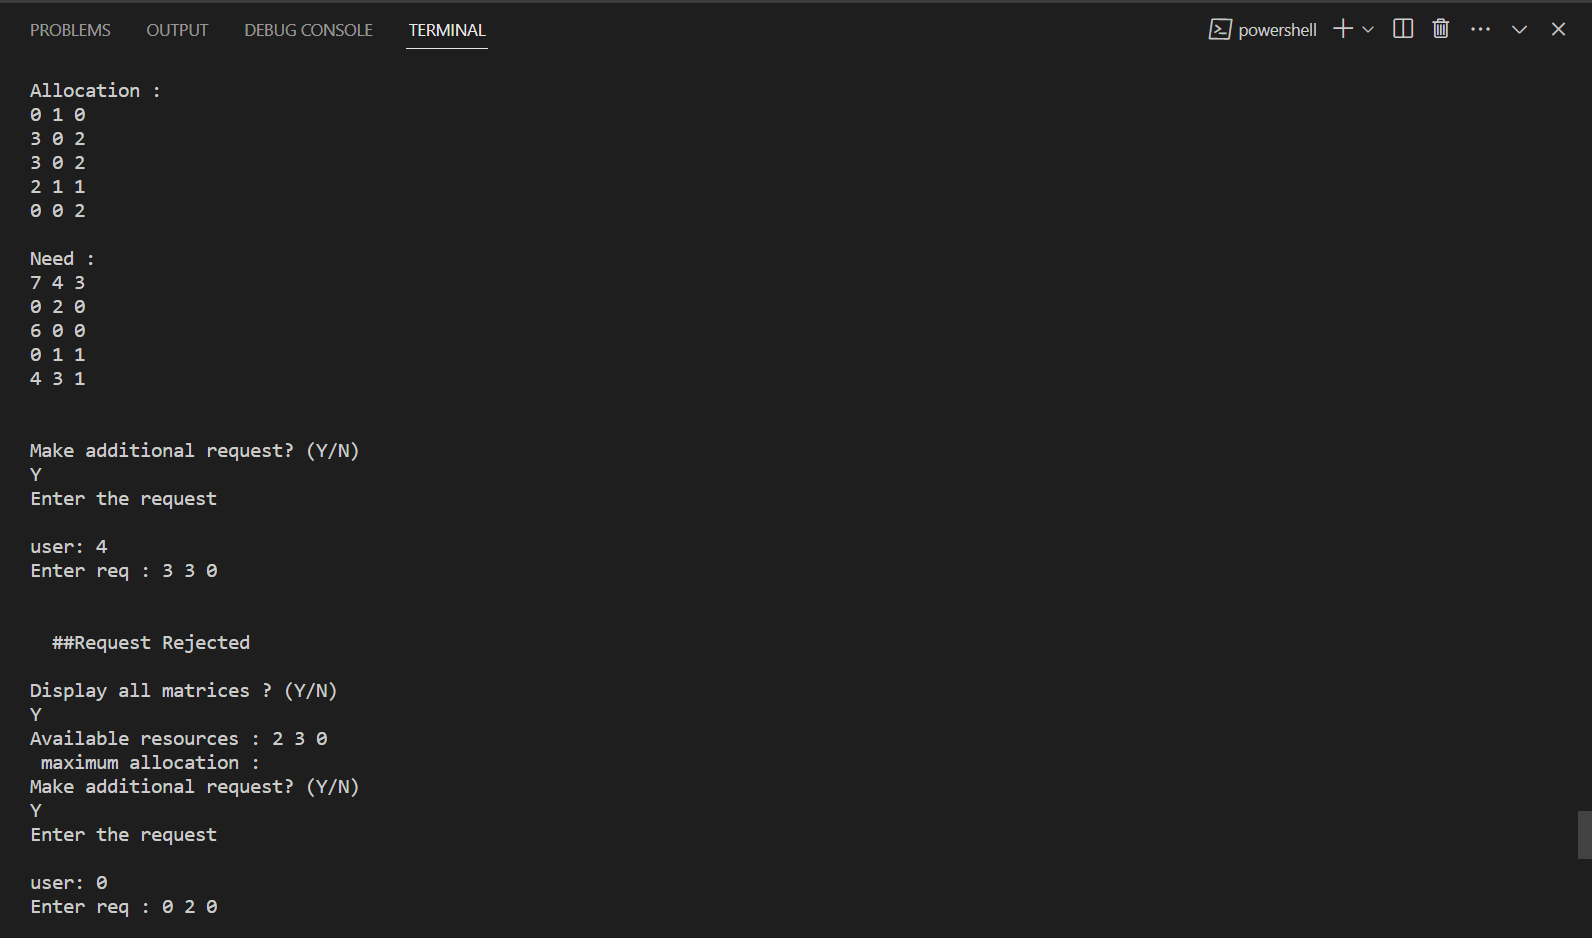 PROBLEMS OUTPUT DEBUG CONSOLE TERMINAL powershell
Allocation :
0 1 0
3 0 2
3 0 2
2 1 1
0 0 2
Need :
7 4 3
0 2 0
6 0 0
0 1 1
4 3 1
Make additional request? (Y/N)
Y
Enter the request
user: 4
Enter req : 3 3 0
##Request Rejected
Display all matrices ? (Y/N)
Y
Available resources : 2 3 0
maximum allocation :
Make additional request? (Y/N)
Y
Enter the request
user: 0
Enter req : 0 2 0